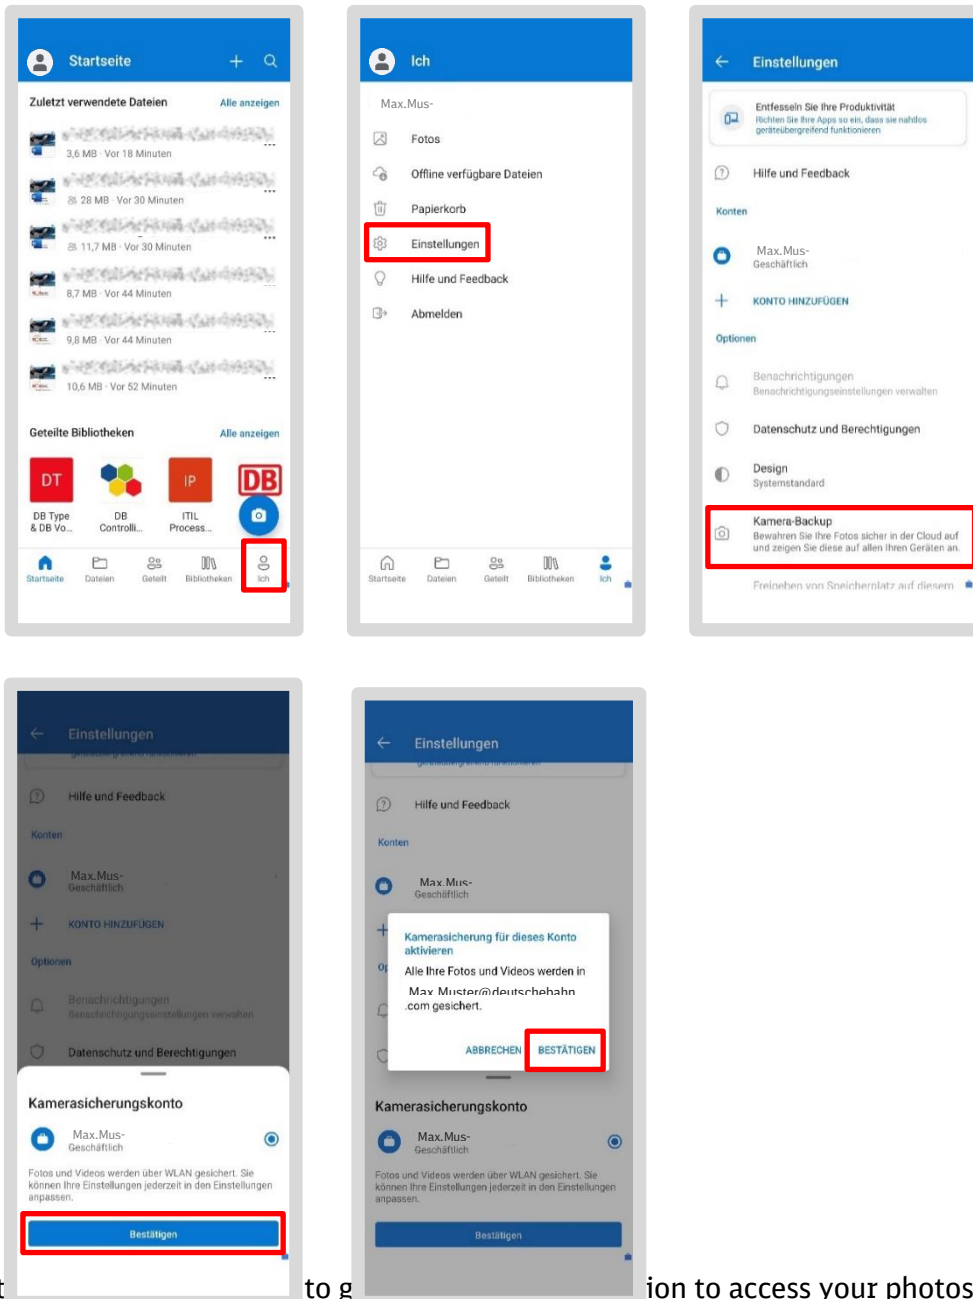 Startseite
Zuletzt verwendete Dateien Alle anzeigen
3,6 MB · Vor 18 Minuten
28 MB · Vor 30 Minuten
11,7 MB · Vor 30 Minuten
8,7 MB · Vor 44 Minuten
9,8 MB · Vor 44 Minuten
10,6 MB · Vor 52 Minuten
Geteilte Bibliotheken Alle anzeigen
DT IP DB
DB Type
& DB Vo...
DB
Controlli...
ITIL
Process...
Startseite Dateien Geteilt Bibliotheken Ich
Ich
Max.Mus-
Fotos
Offline verfügbare Dateien
Papierkorb
Einstellungen
Hilfe und Feedback
Abmelden
Startseite Dateien Geteilt Bibliotheken Ich
Einstellungen
Entfesseln Sie Ihre Produktivität
Richten Sie Ihre Apps so ein, dass sie nahtlos
geräteübergreifend funktionieren
Hilfe und Feedback
Konten
Max.Mus-
Geschäftlich
KONTO HINZUFÜGEN
Optionen
Benachrichtigungen
Benachrichtigungseinstellungen verwalten
Datenschutz und Berechtigungen
Design
Systemstandard
Kamera-Backup
Bewahren Sie Ihre Fotos sicher in der Cloud auf
und zeigen Sie diese auf allen Ihren Geräten an.
Freigeben von Speicherplatz auf diesem
Einstellungen
Hilfe und Feedback
Konten
Max.Mus-
Geschäftlich
KONTO HINZUFÜGEN
Optionen
Benachrichtigungen
Benachrichtigungseinstellungen verwalten
Datenschutz und Berechtigungen
Kamerasicherungskonto
Max.Mus-
Geschäftlich
Fotos und Videos werden über WLAN gesichert. Sie
können Ihre Einstellungen jederzeit in den Einstellungen
anpassen.
Bestätigen
Einstellungen
Hilfe und Feedback
Konten
Max.Mus-
Geschäftlich
Kamerasicherung für dieses Konto
aktivieren
Alle Ihre Fotos und Videos werden in
Max.Muster@deutschebahn
.com gesichert.
ABBRECHEN BESTÄTIGEN
Kamerasicherungskonto
Max.Mus-
Geschäftlich
Fotos und Videos werden über WLAN gesichert. Sie
können Ihre Einstellungen jederzeit in den Einstellungen
anpassen.
Bestätigen
to g ion to access your photos